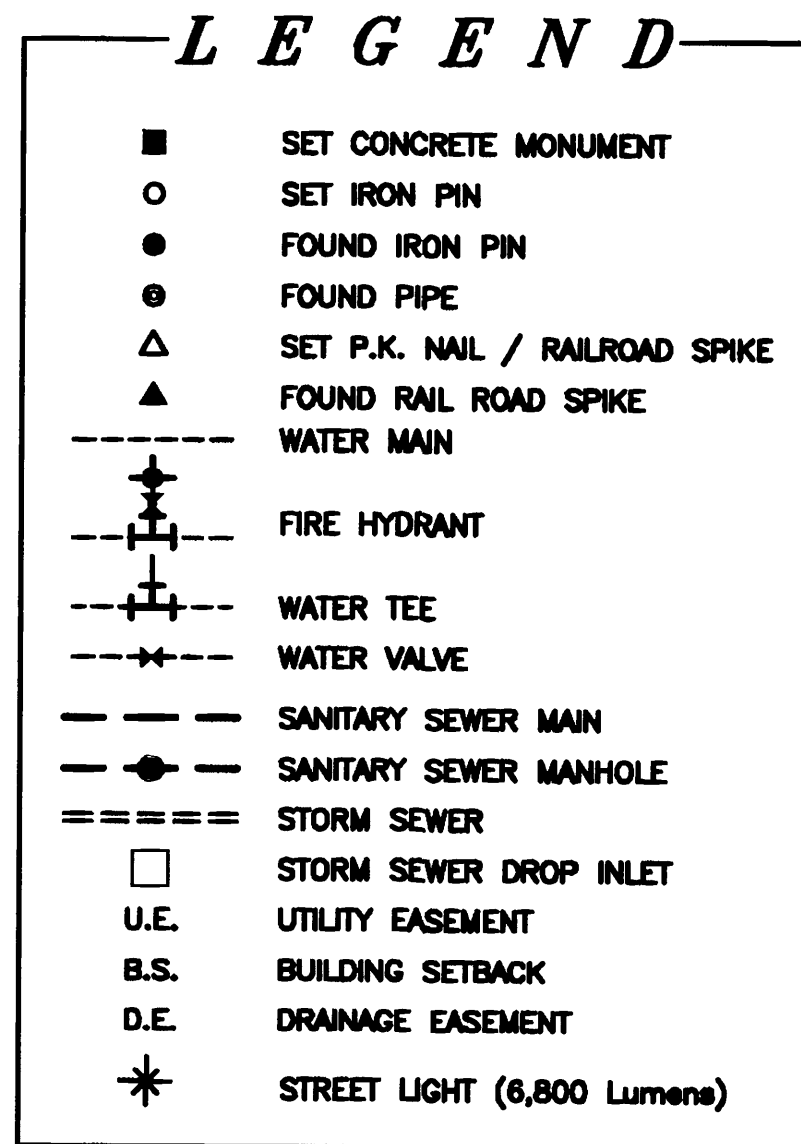 LEGEND
SET CONCRETE MONUMENT
SET IRON PIN
FOUND IRON PIN
FOUND PIPE
SET P.K. NAIL / RAILROAD SPIKE
FOUND RAIL ROAD SPIKE
WATER MAIN
FIRE HYDRANT
WATER TEE
WATER VALVE
SANITARY SEWER MAIN
SANITARY SEWER MANHOLE
STORM SEWER
STORM SEWER DROP INLET
U.E. UTILITY EASEMENT
B.S. BUILDING SETBACK
D.E. DRAINAGE EASEMENT
STREET LIGHT (6,800 Lumens)